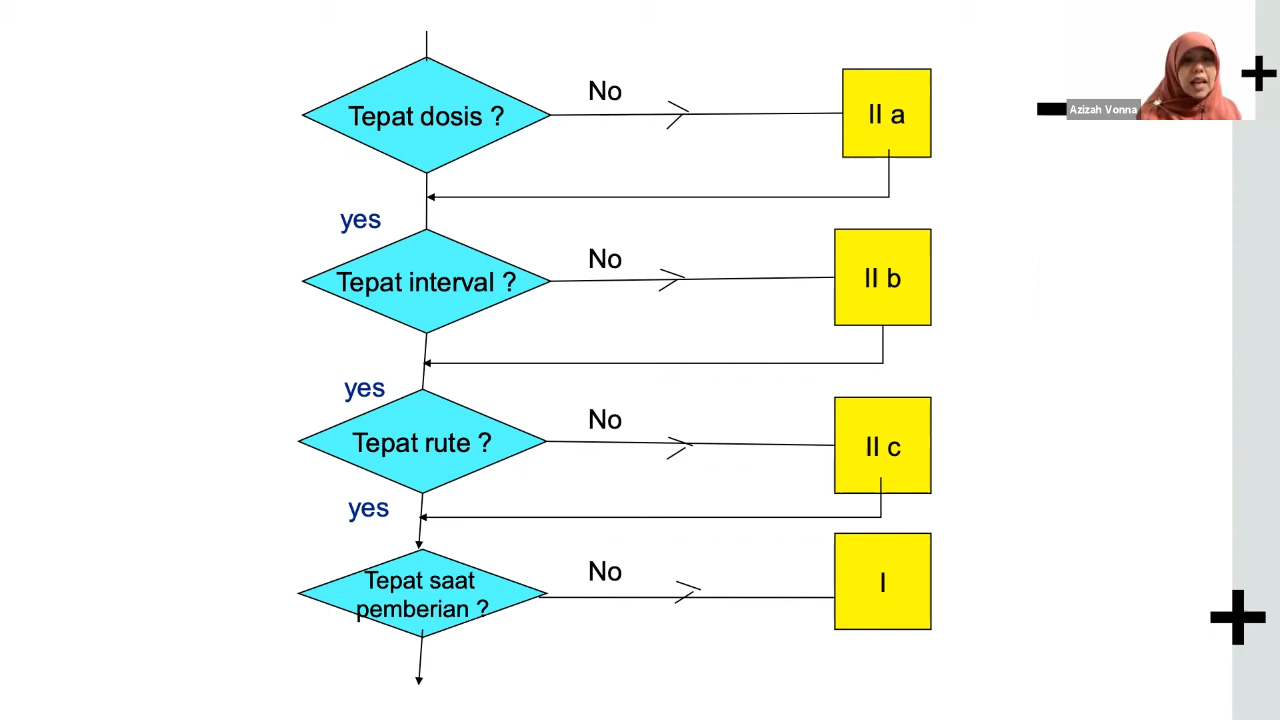 Tepat dosis ?
No
II a
Azizah Vonna
yes
Tepat interval ?
No
II b
yes
Tepat rute ?
No
II c
yes
Tepat saat
pemberian ?
No
I